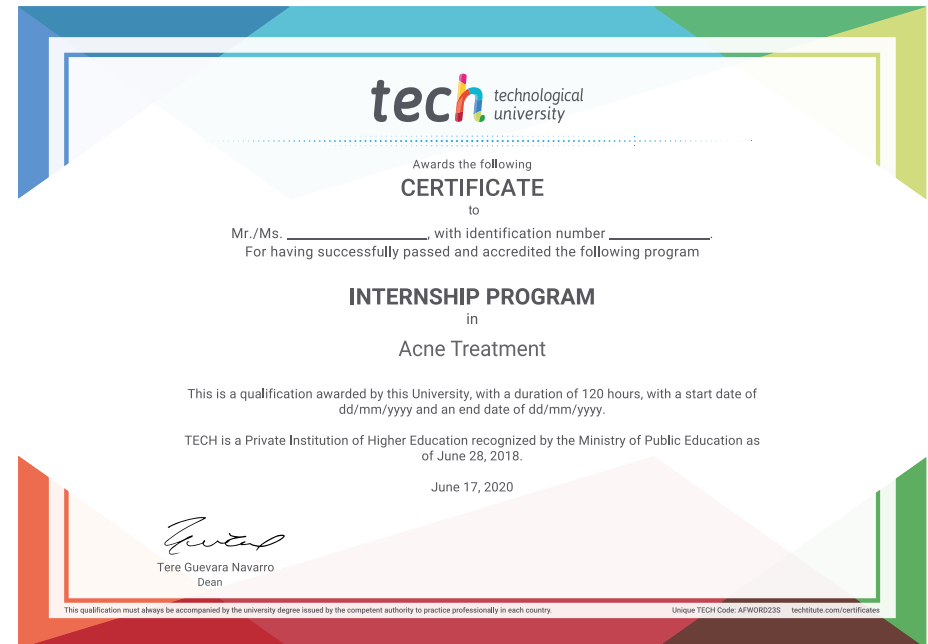 tech technological
university
Awards the following
CERTIFICATE
to
Mr./Ms. ____________________, with identification number ______________.
For having successfully passed and accredited the following program
INTERNSHIP PROGRAM
in
Acne Treatment
This is a qualification awarded by this University, with a duration of 120 hours, with a start date of
dd/mm/yyyy and an end date of dd/mm/yyyy.
TECH is a Private Institution of Higher Education recognized by the Ministry of Public Education as
of June 28, 2018.
June 17, 2020
Tere Guevara Navarro
Dean
This qualification must always be accompanied by the university degree issued by the competent authority to practice professionally in each country. Unique TECH Code: AFWORD23S techtitute.com/certificates